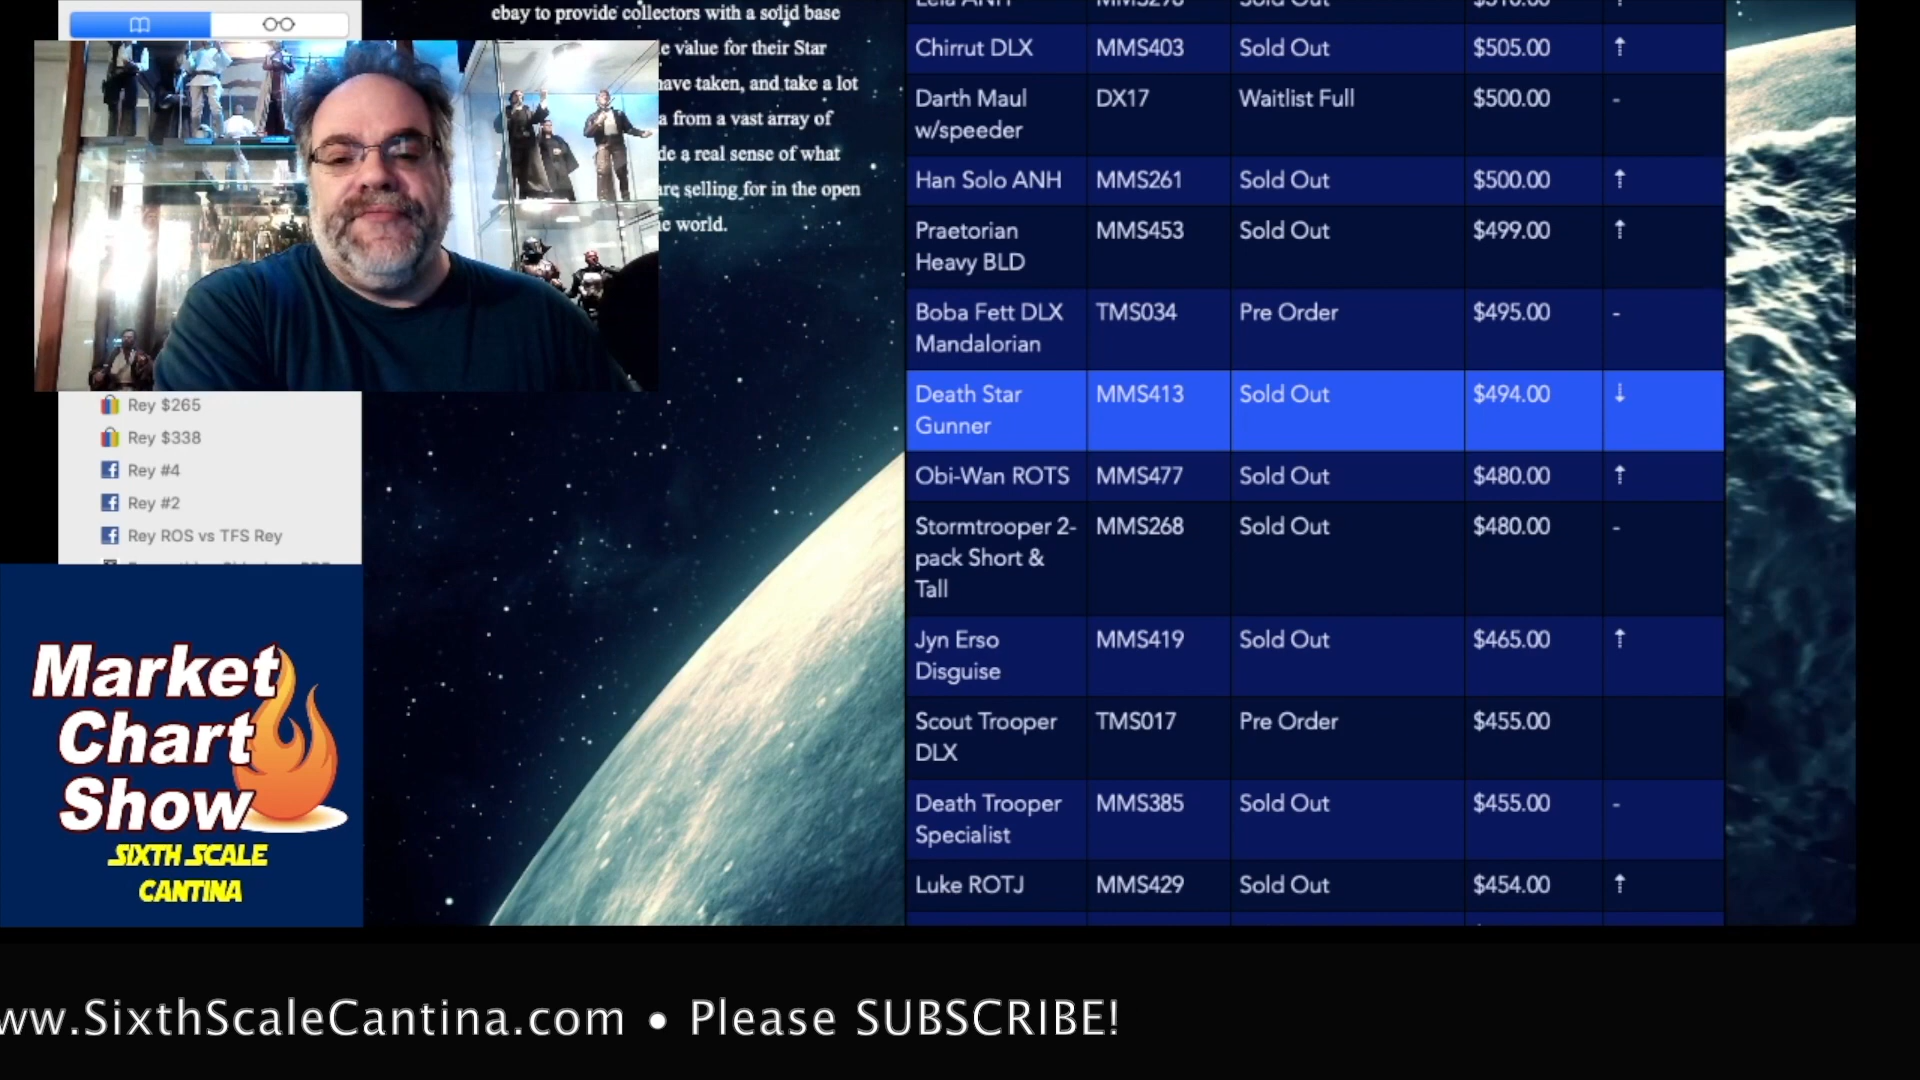 ebay to provide collectors with a solid base
e value for their Star
have taken, and take a lot
a from a vast array of
de a real sense of what
are selling for in the open
e world.
Rey $265
Rey $338
Rey #4
Rey #2
Rey ROS vs TFS Rey
Market
Chart
Show
SIXTH SCALE
CANTINA
Leia ANH MMS298 Sold Out $510.00 ⇡
Chirrut DLX MMS403 Sold Out $505.00 ⇡
Darth Maul DX17 Waitlist Full $500.00 -
w/speeder
Han Solo ANH MMS261 Sold Out $500.00 ⇡
Praetorian MMS453 Sold Out $499.00 ⇡
Heavy BLD
Boba Fett DLX TMS034 Pre Order $495.00 -
Mandalorian
Death Star MMS413 Sold Out $494.00 ⇣
Gunner
Obi-Wan ROTS MMS477 Sold Out $480.00 ⇡
Stormtrooper 2- MMS268 Sold Out $480.00 -
pack Short &
Tall
Jyn Erso MMS419 Sold Out $465.00 ⇡
Disguise
Scout Trooper TMS017 Pre Order $455.00
DLX
Death Trooper MMS385 Sold Out $455.00 -
Specialist
Luke ROTJ MMS429 Sold Out $454.00 ⇡
ww.SixthScaleCantina.com • Please SUBSCRIBE!